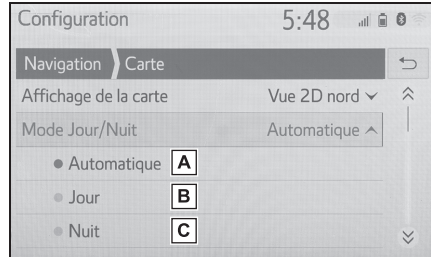 Configuration 5:48
Navigation Carte
Affichage de la carte Vue 2D nord
Mode Jour/Nuit Automatique
Automatique A
Jour B
Nuit C